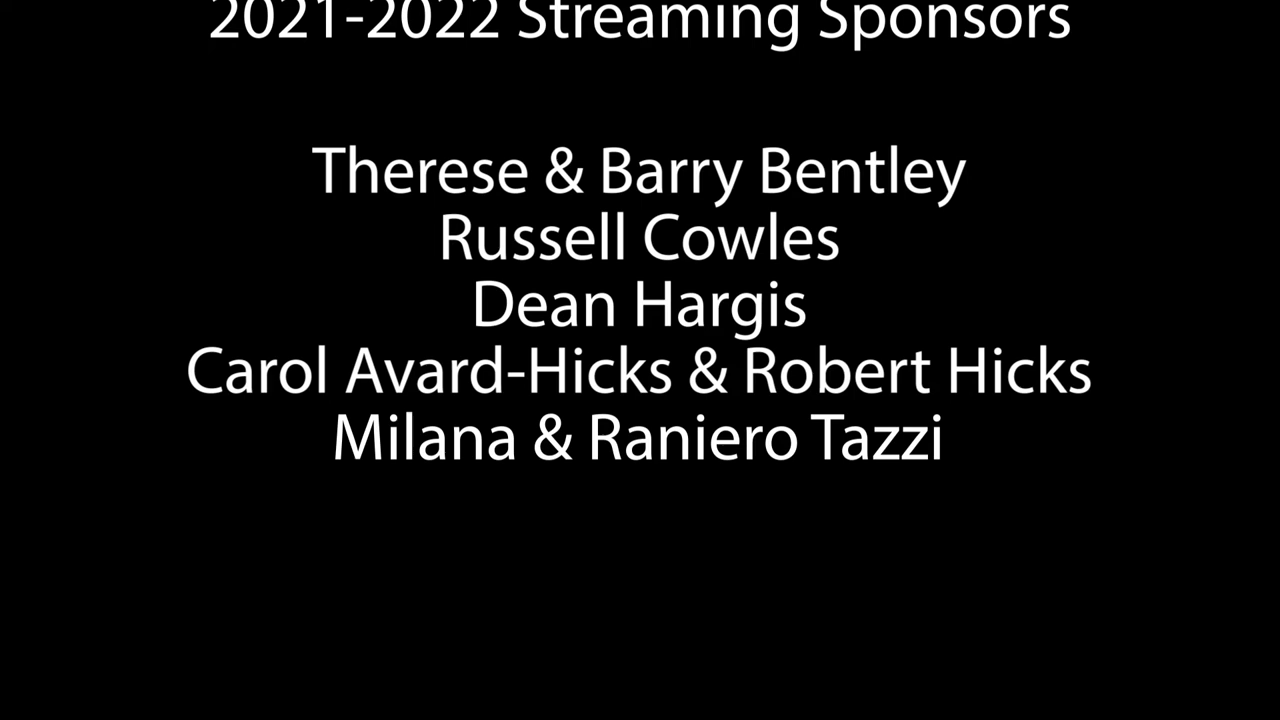 2021-2022 Streaming Sponsors
Therese & Barry Bentley
Russell Cowles
Dean Hargis
Carol Avard-Hicks & Robert Hicks
Milana & Raniero Tazzi